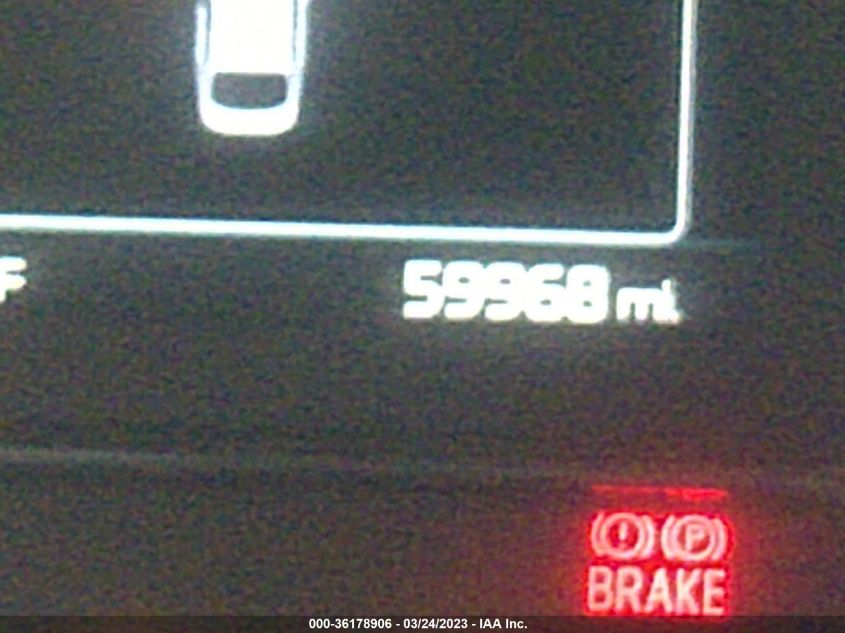 F
59968 mi.
BRAKE
000-36178906 - 03/24/2023 - IAA Inc.